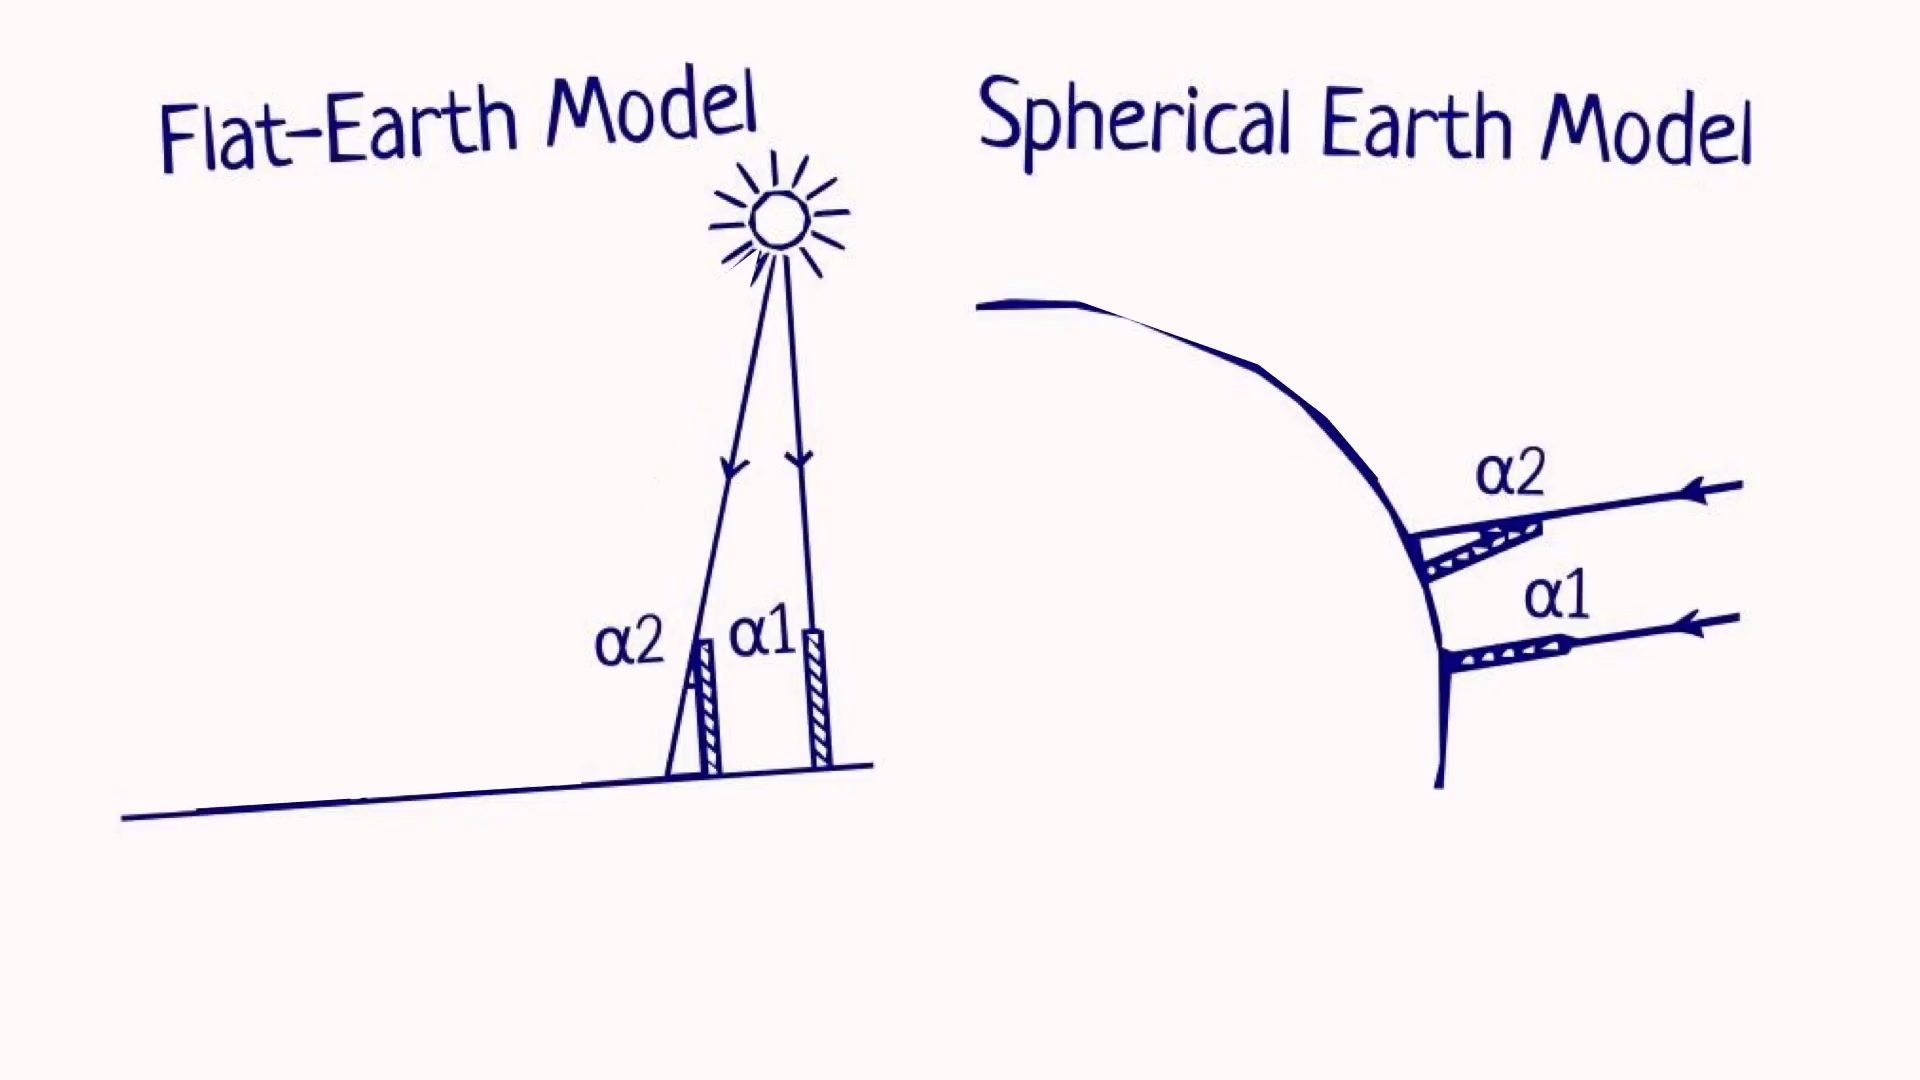 Flat-Earth Model
Spherical Earth Model
α2
α1
α2
α1